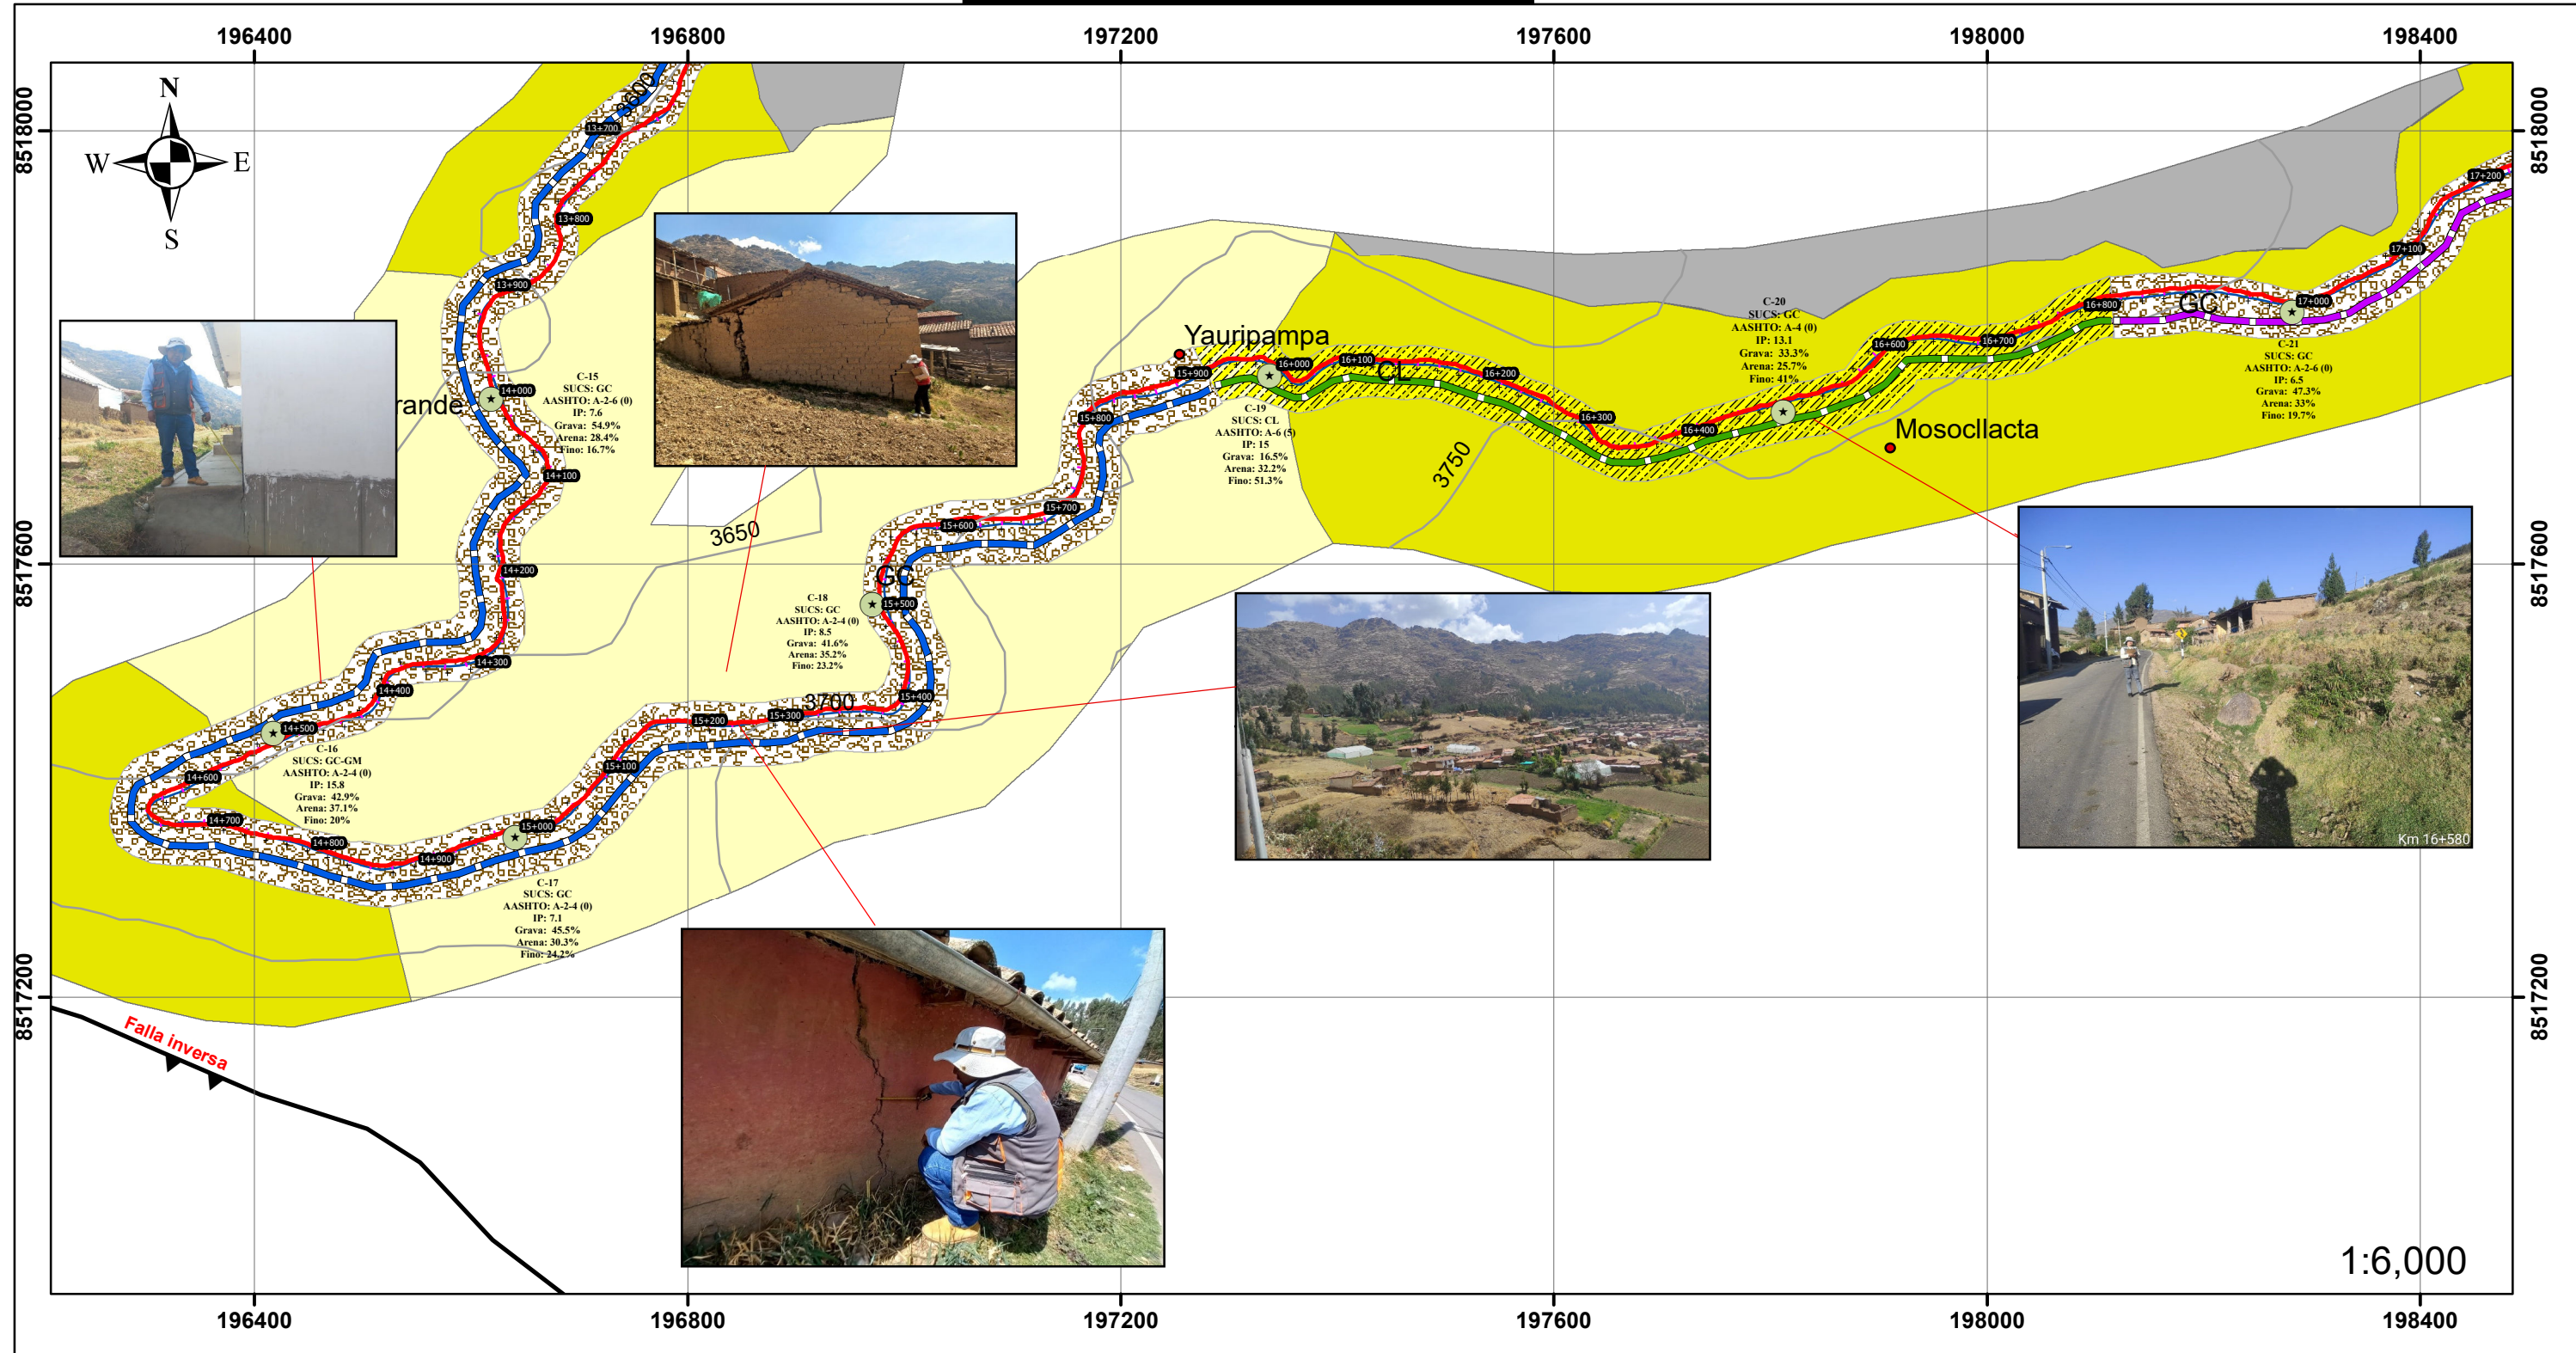 196400
196800
197200
197600
198000
198400
8518000
8517600
8517200
8518000
8517600
8517200
N
W
E
S
3600
13+700
13+800
13+900
14+000
14+100
14+200
14+300
14+400
14+500
14+600
14+700
14+800
14+900
15+000
15+100
15+200
15+300
15+400
15+500
15+600
15+700
15+800
15+900
16+000
16+100
16+200
16+300
16+400
16+600
16+700
16+800
17+000
17+100
17+200
rande
C-15
SUCS: GC
AASHTO: A-2-6 (0)
IP: 7.6
Grava: 54.9%
Arena: 28.4%
Fino: 16.7%
C-16
SUCS: GC-GM
AASHTO: A-2-4 (0)
IP: 15.8
Grava: 42.9%
Arena: 37.1%
Fino: 20%
C-17
SUCS: GC
AASHTO: A-2-4 (0)
IP: 7.1
Grava: 45.5%
Arena: 30.3%
Fino: 24.2%
C-18
SUCS: GC
AASHTO: A-2-4 (0)
IP: 8.5
Grava: 41.6%
Arena: 35.2%
Fino: 23.2%
C-19
SUCS: CL
AASHTO: A-6 (5)
IP: 15
Grava: 16.5%
Arena: 32.2%
Fino: 51.3%
C-20
SUCS: GC
AASHTO: A-4 (0)
IP: 13.1
Grava: 33.3%
Arena: 25.7%
Fino: 41%
C-21
SUCS: GC
AASHTO: A-2-6 (0)
IP: 6.5
Grava: 47.3%
Arena: 33%
Fino: 19.7%
3650
3700
3750
GC
CL
GC
Yauripampa
Mosocllacta
Km 16+580
Falla inversa
1:6,000
196400
196800
197200
197600
198000
198400